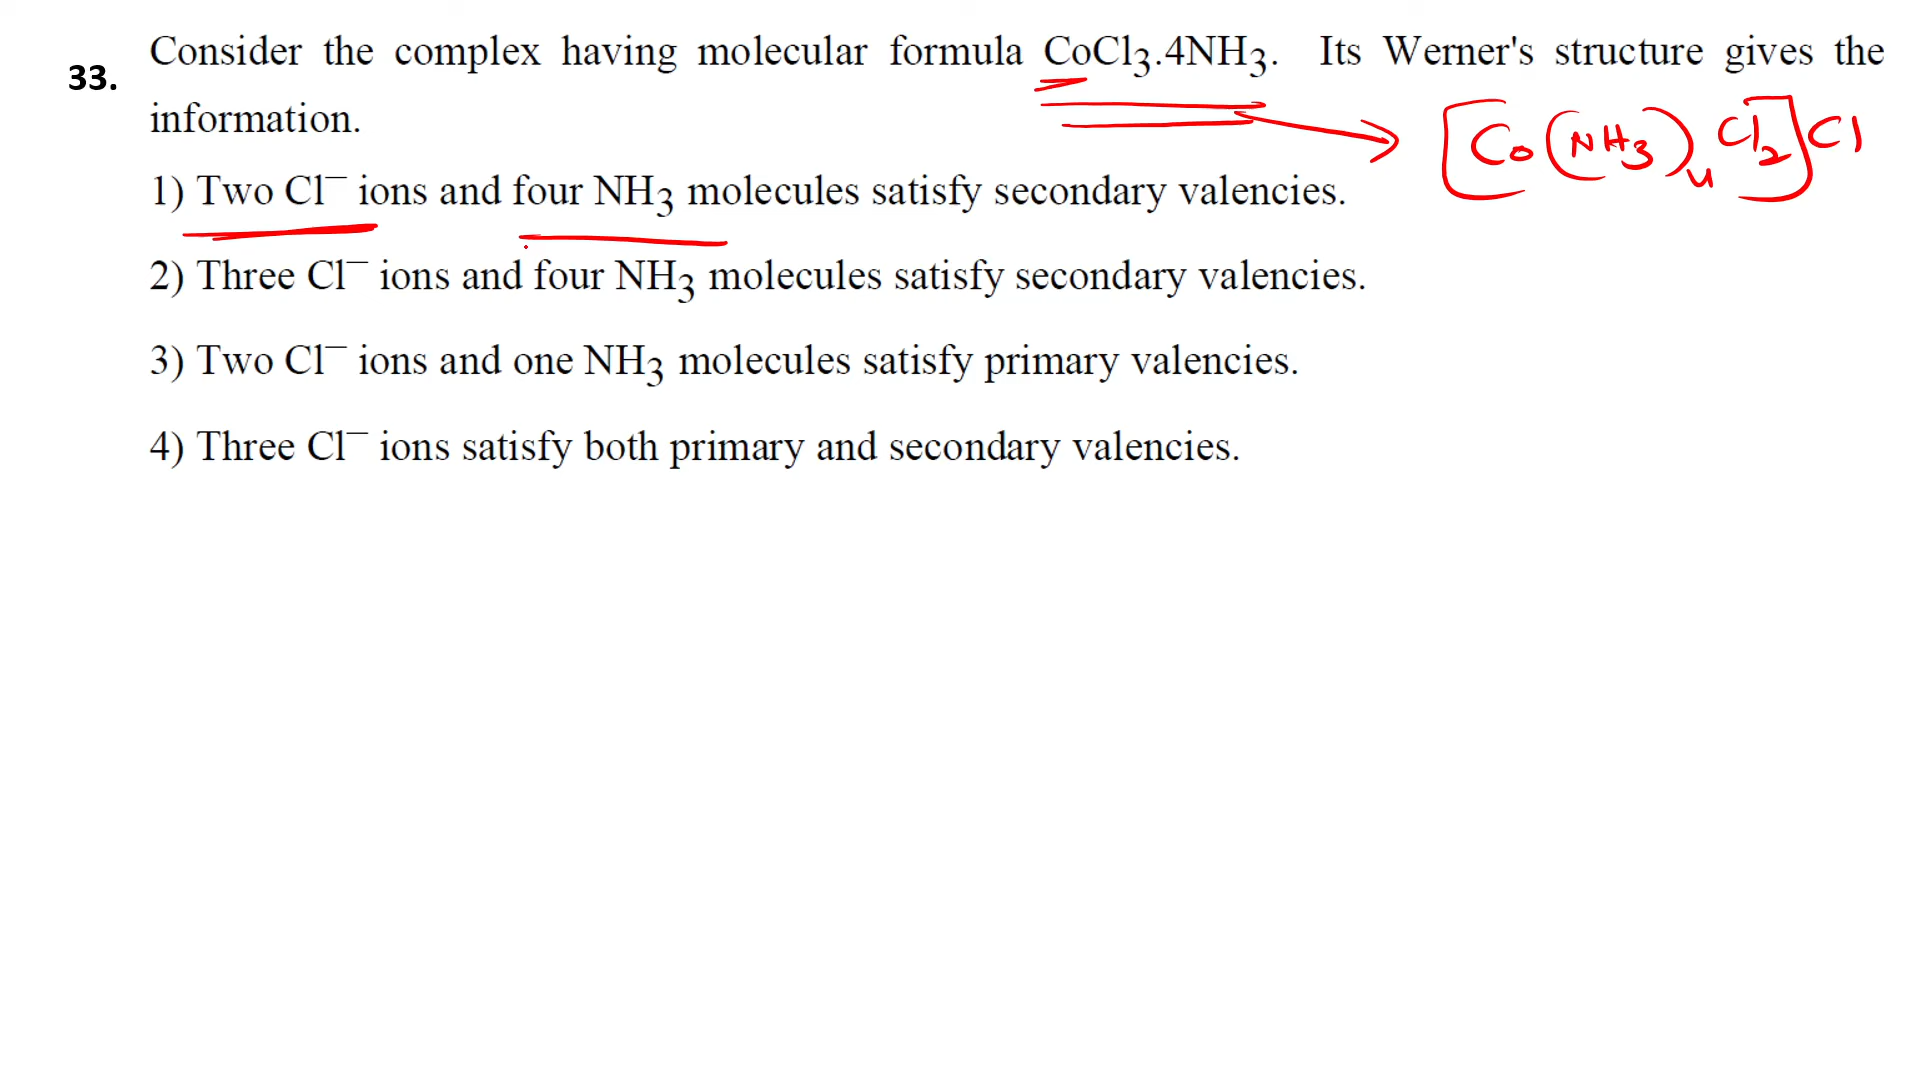 33. Consider the complex having molecular formula CoCl₃.4NH₃. Its Werner's structure gives the
information.
[Co(NH₃)₄Cl₂]Cl
1) Two Cl⁻ ions and four NH₃ molecules satisfy secondary valencies.
2) Three Cl⁻ ions and four NH₃ molecules satisfy secondary valencies.
3) Two Cl⁻ ions and one NH₃ molecules satisfy primary valencies.
4) Three Cl⁻ ions satisfy both primary and secondary valencies.